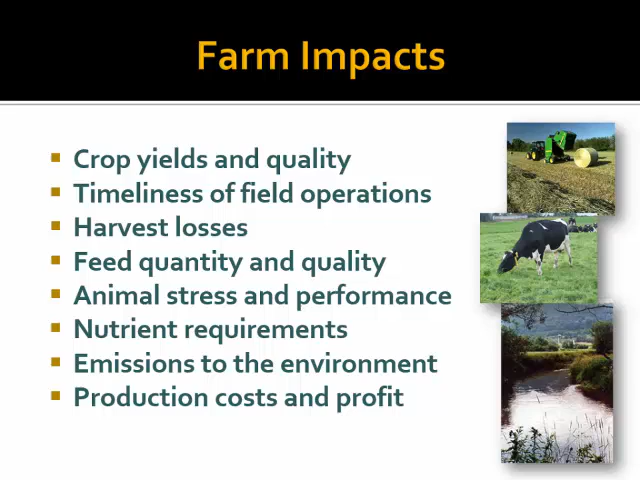 Farm Impacts
Crop yields and quality
Timeliness of field operations
Harvest losses
Feed quantity and quality
Animal stress and performance
Nutrient requirements
Emissions to the environment
Production costs and profit